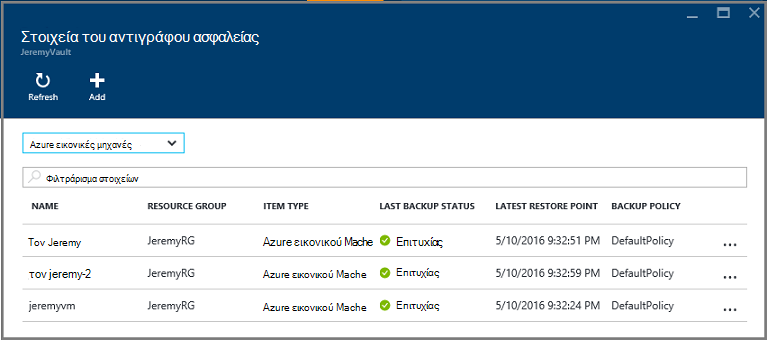 Στοιχεία του αντιγράφου ασφαλείας
JeremyVault
Refresh Add
Azure εικονικές μηχανές
Φιλτράρισμα στοιχείων
NAME RESOURCE GROUP ITEM TYPE LAST BACKUP STATUS LATEST RESTORE POINT BACKUP POLICY
Τον Jeremy JeremyRG Azure εικονικού Mache Επιτυχίας 5/10/2016 9:32:51 PM DefaultPolicy ...
τον jeremy-2 JeremyRG Azure εικονικού Mache Επιτυχίας 5/10/2016 9:32:59 PM DefaultPolicy ...
jeremyvm JeremyRG Azure εικονικού Mache Επιτυχίας 5/10/2016 9:32:24 PM DefaultPolicy ...